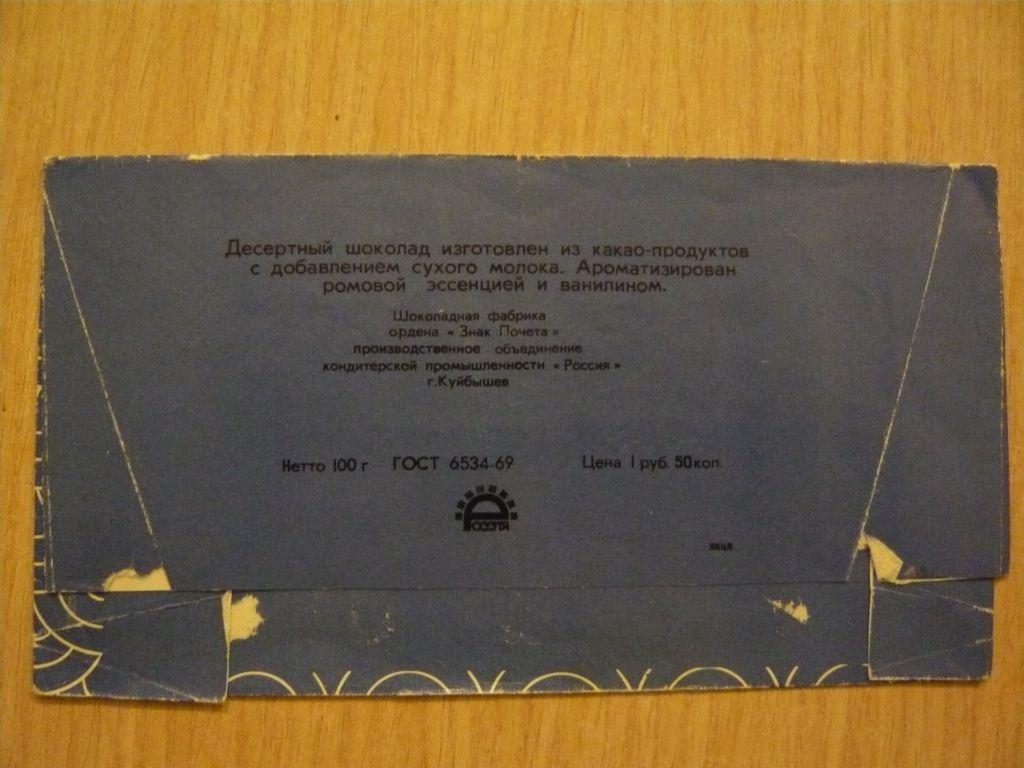 Десертный шоколад изготовлен из какао-продуктов
с добавлением сухого молока. Ароматизирован
ромовой эссенцией и ванилином.
Шоколадная фабрика
ордена «Знак Почета»
производственное объединение
кондитерской промышленности «Россия»
г.Куйбышев
Нетто 100 г ГОСТ 6534-69 Цена 1 руб. 50 коп.
Россия